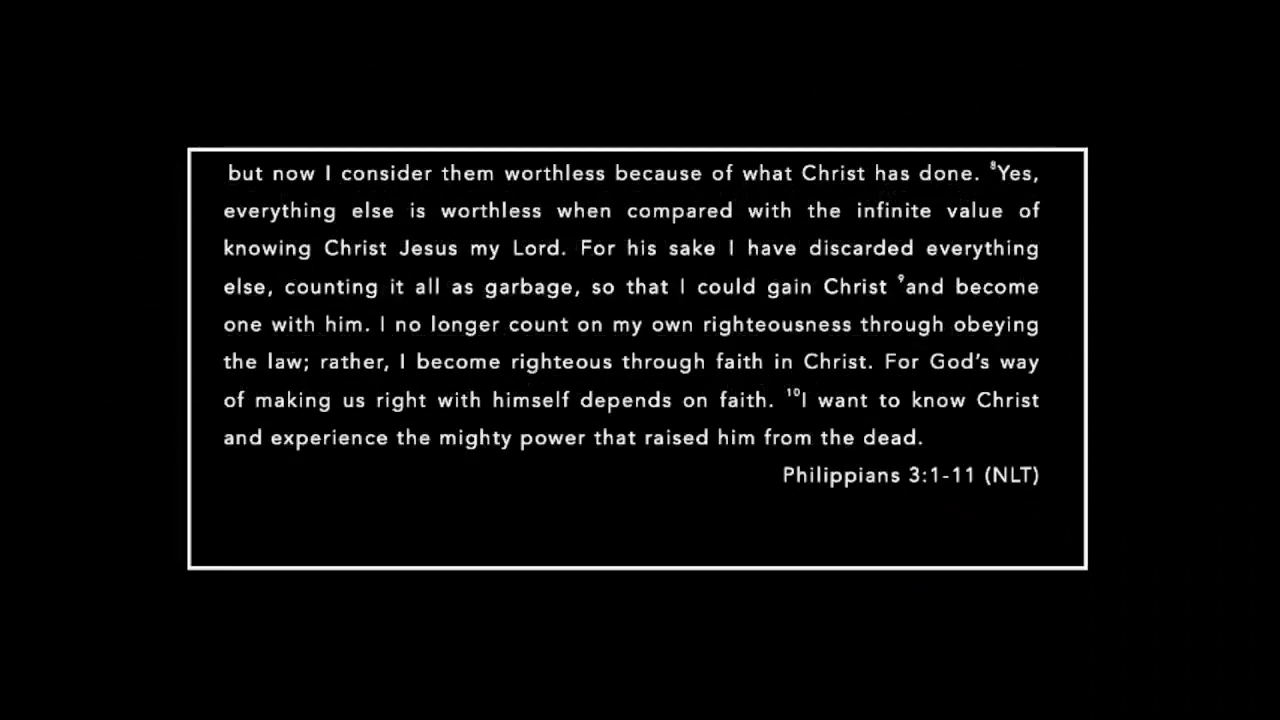 but now I consider them worthless because of what Christ has done. ⁸Yes,
everything else is worthless when compared with the infinite value of
knowing Christ Jesus my Lord. For his sake I have discarded everything
else, counting it all as garbage, so that I could gain Christ ⁹and become
one with him. I no longer count on my own righteousness through obeying
the law; rather, I become righteous through faith in Christ. For God’s way
of making us right with himself depends on faith. ¹⁰I want to know Christ
and experience the mighty power that raised him from the dead.
Philippians 3:1-11 (NLT)